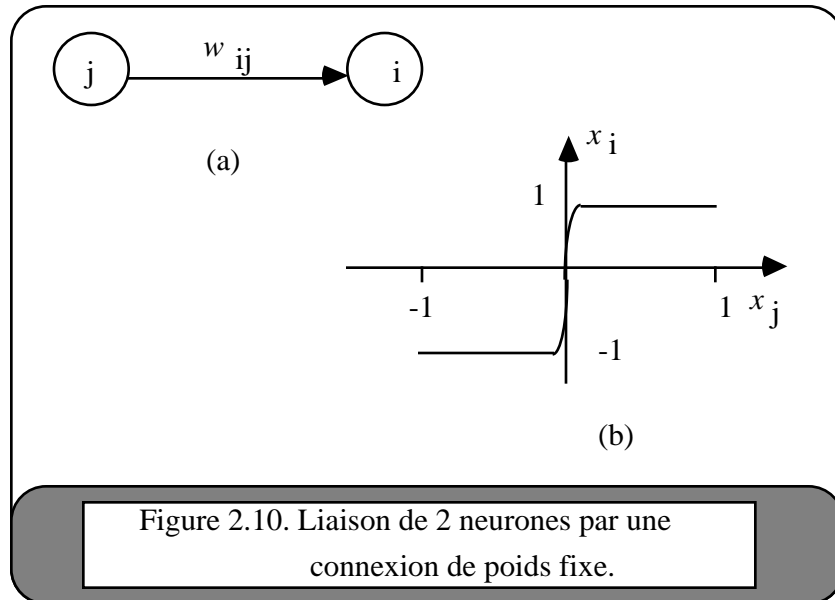 w ij
j
i
(a)
x i
1
-1
1
x j
-1
(b)
Figure 2.10. Liaison de 2 neurones par une
connexion de poids fixe.